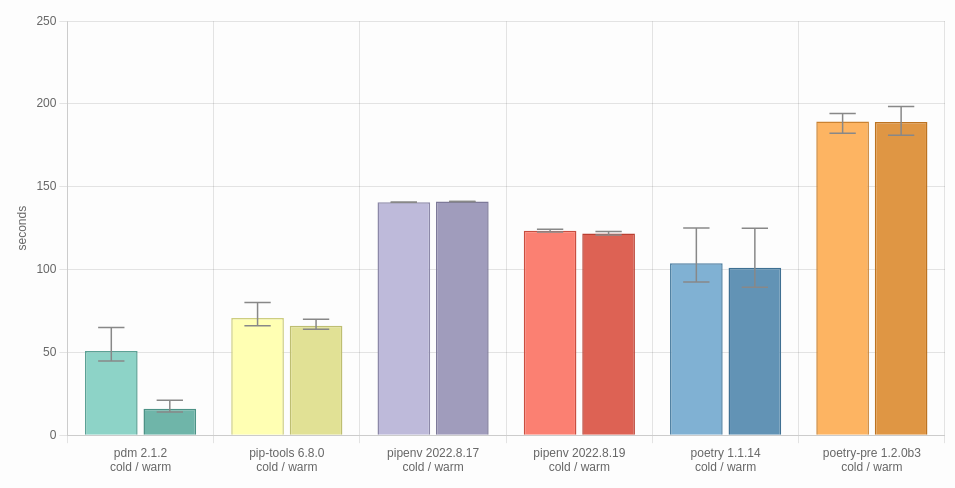 250
200
150
100
50
0
seconds
pdm 2.1.2
cold / warm
pip-tools 6.8.0
cold / warm
pipenv 2022.8.17
cold / warm
pipenv 2022.8.19
cold / warm
poetry 1.1.14
cold / warm
poetry-pre 1.2.0b3
cold / warm